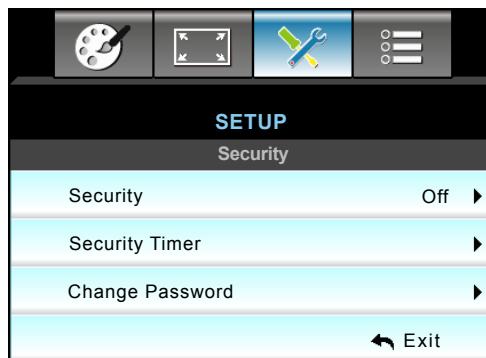 SETUP
Security
Security Off
Security Timer
Change Password
Exit